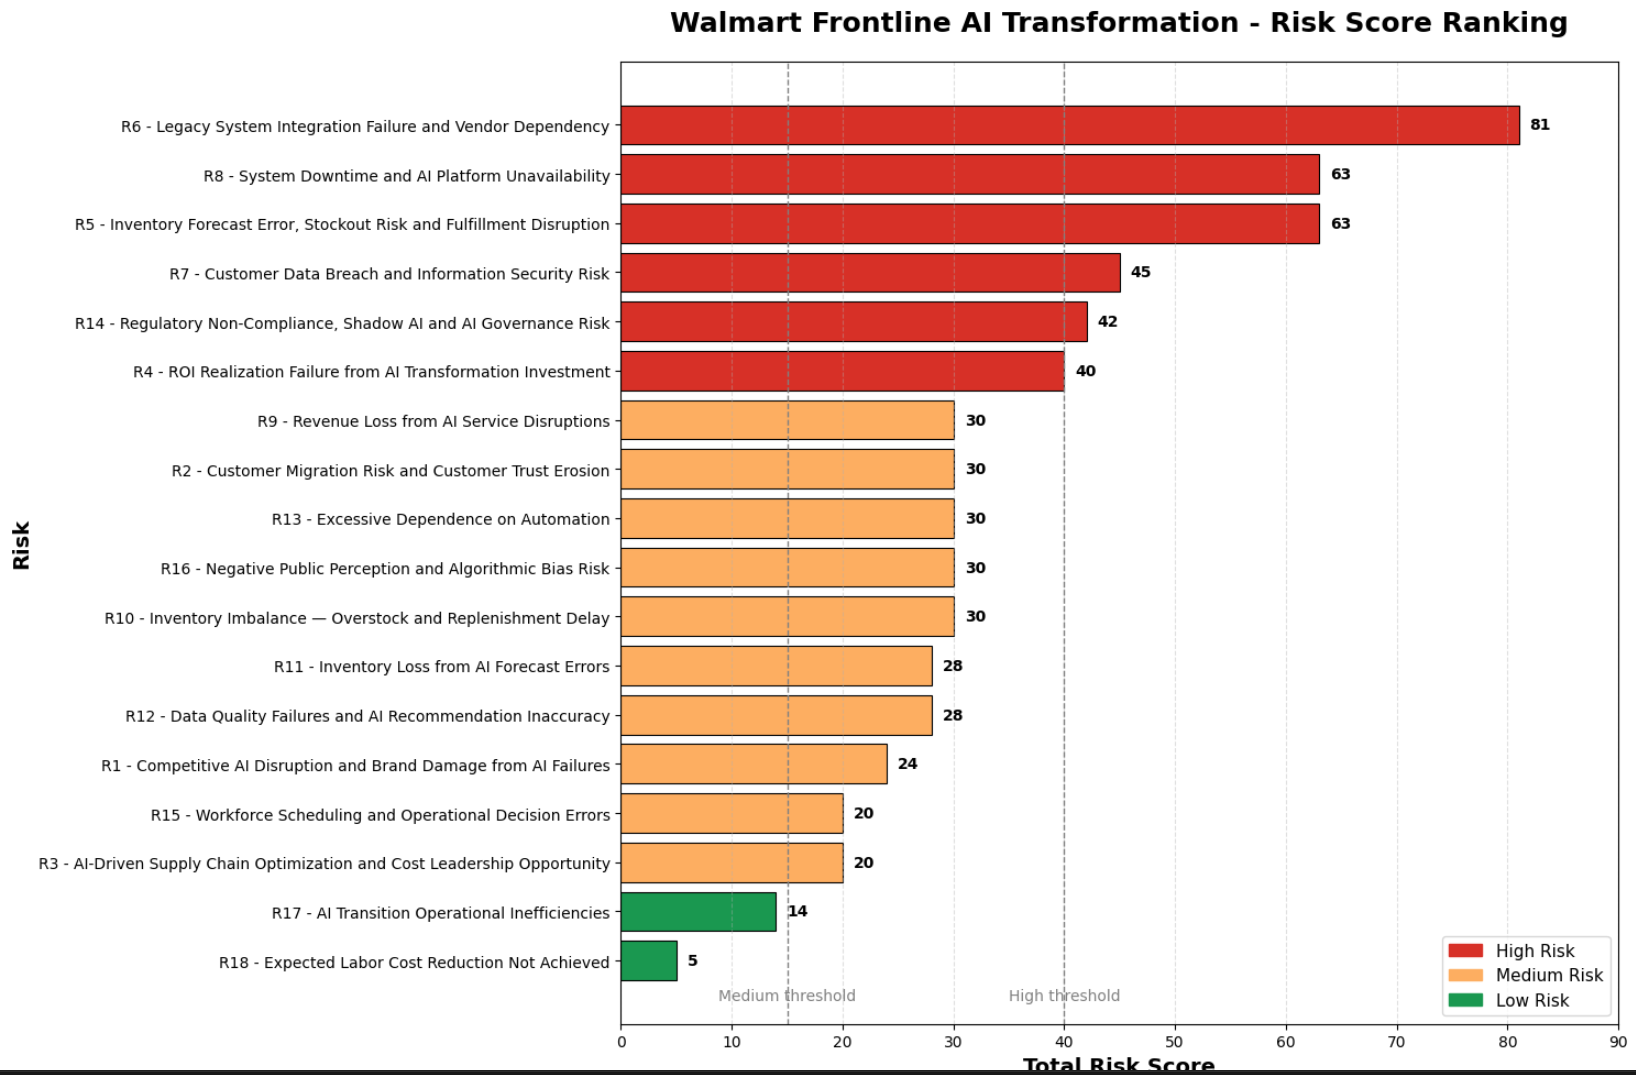 Walmart Frontline AI Transformation - Risk Score Ranking
R6 - Legacy System Integration Failure and Vendor Dependency
81
R8 - System Downtime and AI Platform Unavailability
63
R5 - Inventory Forecast Error, Stockout Risk and Fulfillment Disruption
63
R7 - Customer Data Breach and Information Security Risk
45
R14 - Regulatory Non-Compliance, Shadow AI and AI Governance Risk
42
R4 - ROI Realization Failure from AI Transformation Investment
40
R9 - Revenue Loss from AI Service Disruptions
30
R2 - Customer Migration Risk and Customer Trust Erosion
30
R13 - Excessive Dependence on Automation
30
R16 - Negative Public Perception and Algorithmic Bias Risk
30
R10 - Inventory Imbalance — Overstock and Replenishment Delay
30
R11 - Inventory Loss from AI Forecast Errors
28
R12 - Data Quality Failures and AI Recommendation Inaccuracy
28
R1 - Competitive AI Disruption and Brand Damage from AI Failures
24
R15 - Workforce Scheduling and Operational Decision Errors
20
R3 - AI-Driven Supply Chain Optimization and Cost Leadership Opportunity
20
R17 - AI Transition Operational Inefficiencies
14
R18 - Expected Labor Cost Reduction Not Achieved
5
Risk
Medium threshold
High threshold
High Risk
Medium Risk
Low Risk
0 10 20 30 40 50 60 70 80 90
Total Risk Score